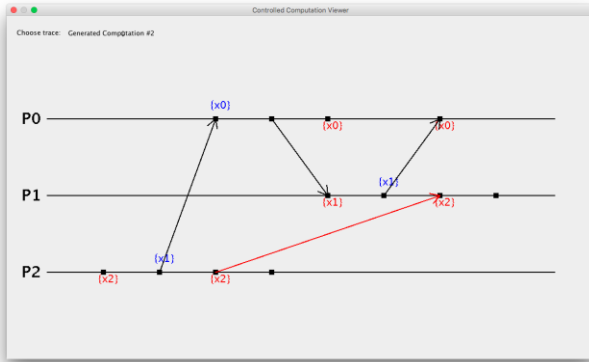 Controlled Computation Viewer
Choose trace: Generated Computation #2
{x0}
P0
{x0} {x0}
{x1}
P1
{x1} {x2}
{x1}
P2
{x2} {x2}